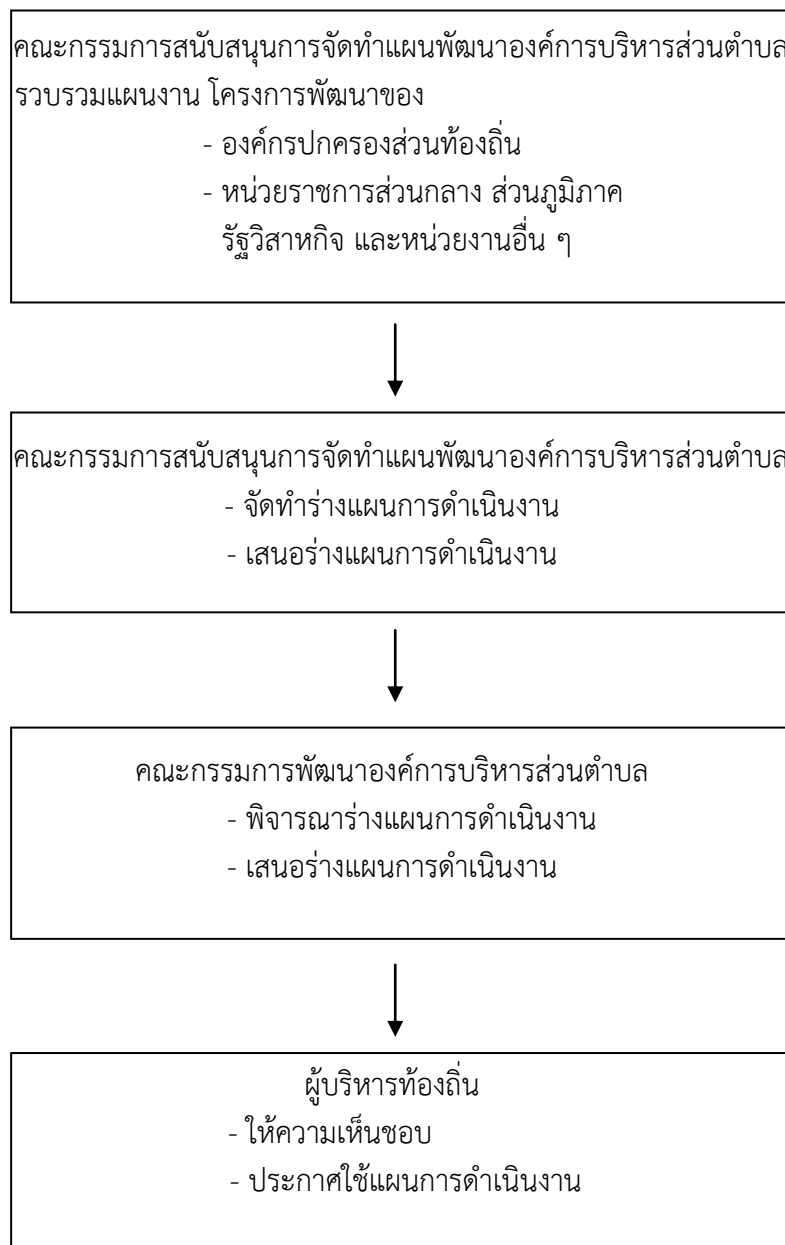 คณะกรรมการสนับสนุนการจัดทำแผนพัฒนาองค์การบริหารส่วนตำบล
รวบรวมแผนงาน โครงการพัฒนาของ
- องค์กรปกครองส่วนท้องถิ่น
- หน่วยราชการส่วนกลาง ส่วนภูมิภาค
รัฐวิสาหกิจ และหน่วยงานอื่น ๆ
คณะกรรมการสนับสนุนการจัดทำแผนพัฒนาองค์การบริหารส่วนตำบล
- จัดทำร่างแผนการดำเนินงาน
- เสนอร่างแผนการดำเนินงาน
คณะกรรมการพัฒนาองค์การบริหารส่วนตำบล
- พิจารณาร่างแผนการดำเนินงาน
- เสนอร่างแผนการดำเนินงาน
ผู้บริหารท้องถิ่น
- ให้ความเห็นชอบ
- ประกาศใช้แผนการดำเนินงาน